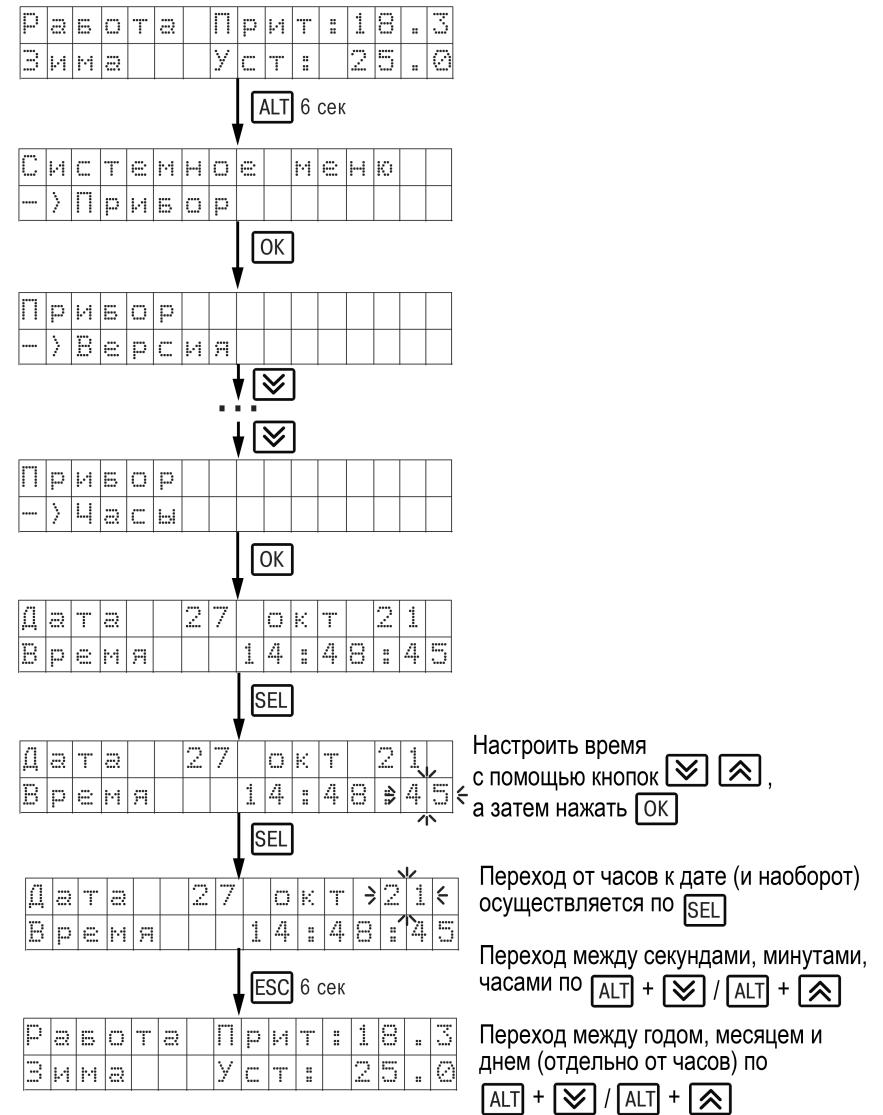 Работа Прит:18.3
Зима Уст: 25.0
ALT 6 сек
Системное меню
->Прибор
OK
Прибор
->Версия
...
Прибор
->Часы
OK
Дата 27 окт 21
Время 14:48:45
SEL
Дата 27 окт 21
Время 14:48:45
Настроить время
с помощью кнопок ,
а затем нажать OK
SEL
Дата 27 окт 21
Время 14:48:45
Переход от часов к дате (и наоборот)
осуществляется по SEL
Переход между секундами, минутами,
часами по ALT + / ALT +
ESC 6 сек
Работа Прит:18.3
Зима Уст: 25.0
Переход между годом, месяцем и
днем (отдельно от часов) по
ALT + / ALT +